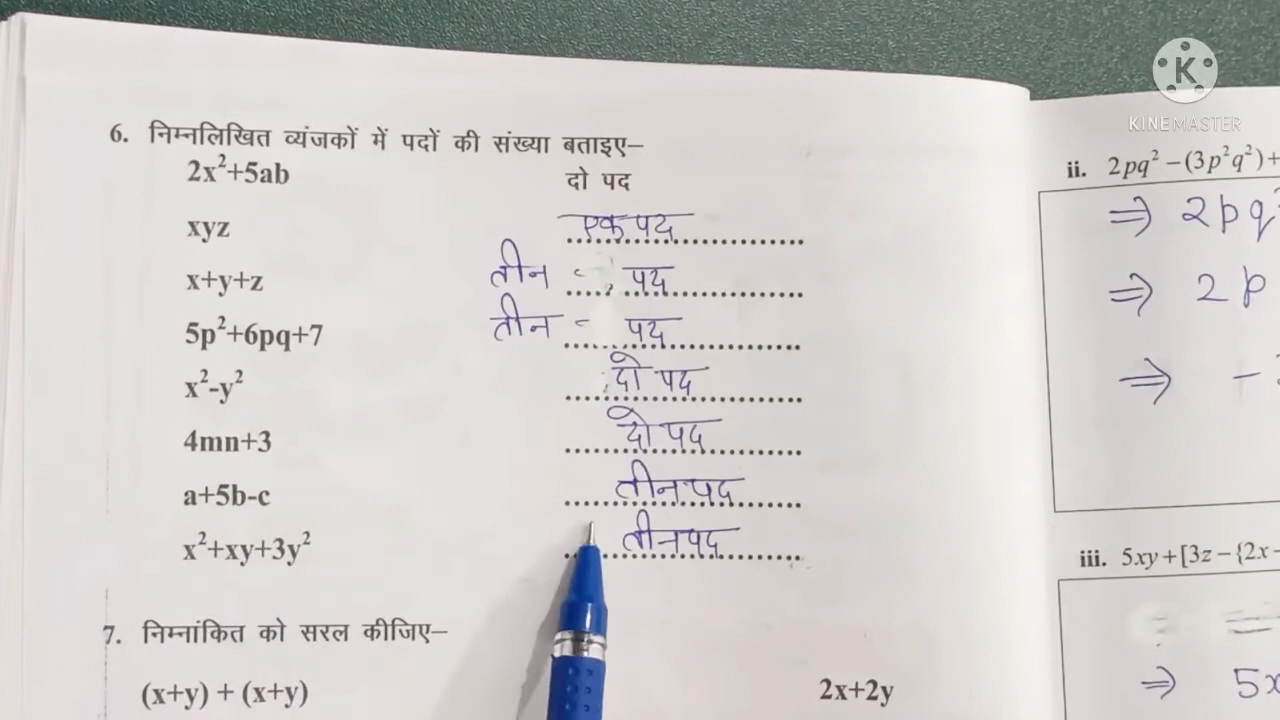 6. निम्नलिखित व्यंजकों में पदों की संख्या बताइए–
2x²+5ab दो पद
xyz एक पद
x+y+z तीन पद
5p²+6pq+7 तीन पद
x²-y² दो पद
4mn+3 दो पद
a+5b-c तीन पद
x²+xy+3y² तीन पद
7. निम्नांकित को सरल कीजिए–
(x+y) + (x+y) 2x+2y
KINEMASTER
ii. 2pq² –(3p²q²)+
⇒ 2pq²
⇒ 2p
⇒ –
iii. 5xy+[3z–{2x–
⇒ 5x